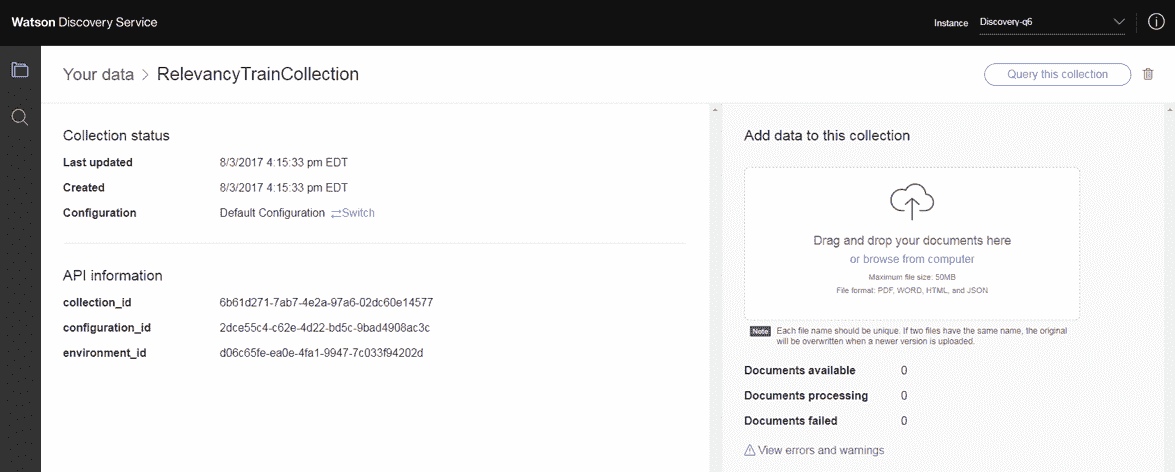 Watson Discovery Service
Instance
Discovery-q6
Your data > RelevancyTrainCollection
Query this collection
Collection status
Last updated 8/3/2017 4:15:33 pm EDT
Created 8/3/2017 4:15:33 pm EDT
Configuration Default Configuration Switch
API information
collection_id 6b61d271-7ab7-4e2a-97a6-02dc60e14577
configuration_id 2dce55c4-c62e-4d22-bd5c-9bad4908ac3c
environment_id d06c65fe-ea0e-4fa1-9947-7c033f94202d
Add data to this collection
Drag and drop your documents here
or browse from computer
Maximum file size: 50MB
File format: PDF, WORD, HTML, and JSON
Note Each file name should be unique. If two files have the same name, the original
will be overwritten when a newer version is uploaded.
Documents available 0
Documents processing 0
Documents failed 0
View errors and warnings